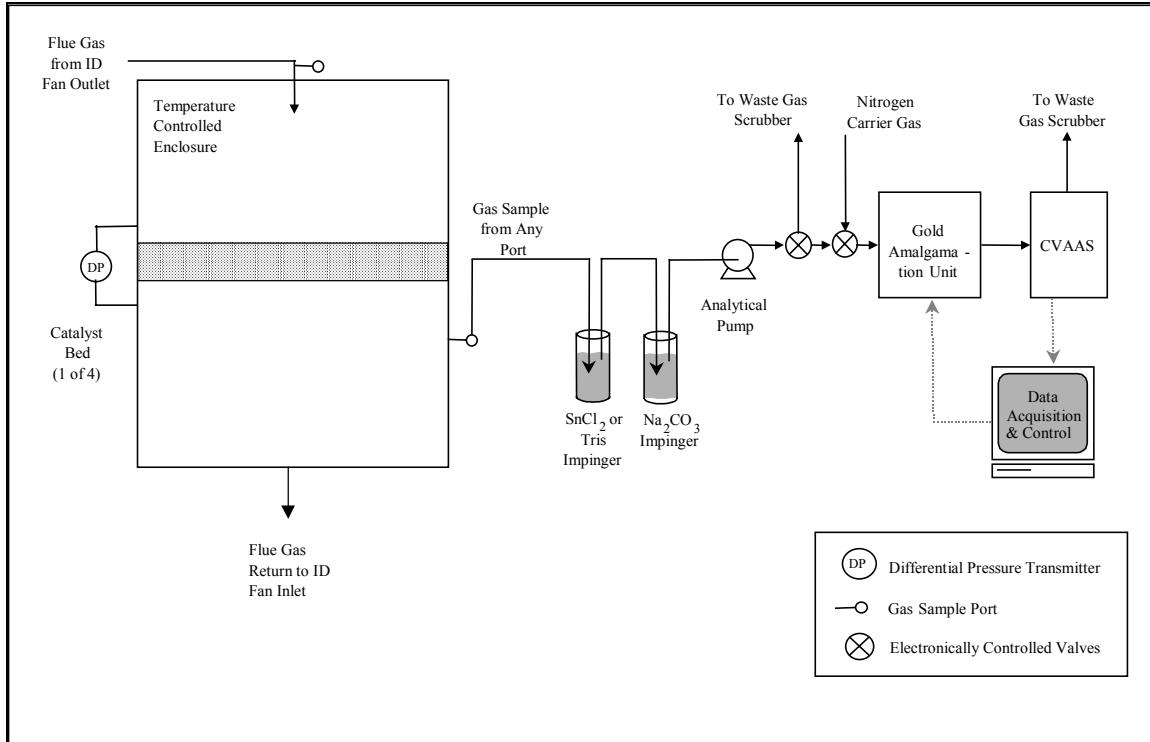 Flue Gas
from ID
Fan Outlet
Temperature
Controlled
Enclosure
DP
Catalyst
Bed
(1 of 4)
Flue Gas
Return to ID
Fan Inlet
Gas Sample
from Any
Port
SnCl2 or
Tris
Impinger
Na2CO3
Impinger
Analytical
Pump
To Waste Gas
Scrubber
Nitrogen
Carrier Gas
Gold
Amalgama -
tion Unit
To Waste
Gas Scrubber
CVAAS
Data
Acquisition
& Control
DP Differential Pressure Transmitter
Gas Sample Port
Electronically Controlled Valves